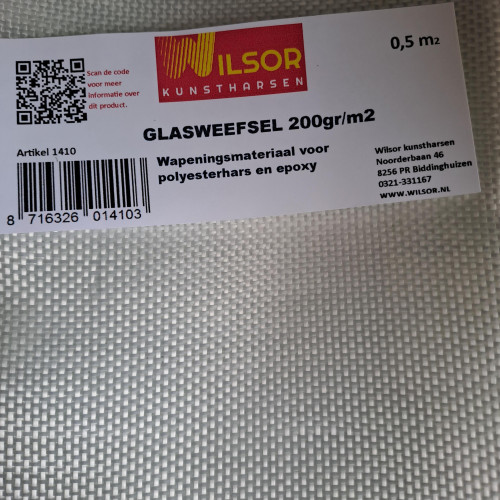 WILSOR
KUNSTHARSEN
0,5 m2
Scan de code
voor meer
informatie over
dit product.
GLASWEEFSEL 200gr/m2
Artikel 1410
Wapeningsmateriaal voor
polyesterhars en epoxy
Wilsor kunstharsen
Noorderbaan 46
8256 PR Biddinghuizen
0321-331167
WWW.WILSOR.NL
8 716326 014103